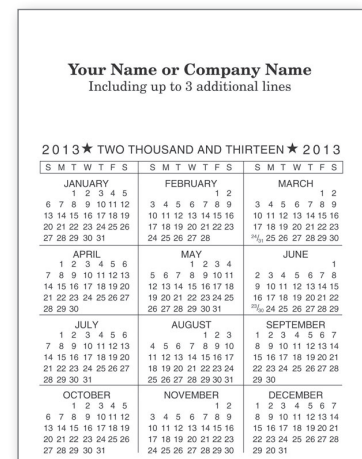 Your Name or Company Name
Including up to 3 additional lines
2013★ TWO THOUSAND AND THIRTEEN ★ 2013
S M T W T F S S M T W T F S S M T W T F S
JANUARY FEBRUARY MARCH
1 2 3 4 5 1 2 1 2
6 7 8 9 10 11 12 3 4 5 6 7 8 9 3 4 5 6 7 8 9
13 14 15 16 17 18 19 10 11 12 13 14 15 16 10 11 12 13 14 15 16
20 21 22 23 24 25 26 17 18 19 20 21 22 23 17 18 19 20 21 22 23
27 28 29 30 31 24 25 26 27 28 24/31 25 26 27 28 29 30
APRIL MAY JUNE
1 2 3 4 5 6 1 2 3 4 1
7 8 9 10 11 12 13 5 6 7 8 9 10 11 2 3 4 5 6 7 8
14 15 16 17 18 19 20 12 13 14 15 16 17 18 9 10 11 12 13 14 15
21 22 23 24 25 26 27 19 20 21 22 23 24 25 16 17 18 19 20 21 22
28 29 30 26 27 28 29 30 31 23/30 24 25 26 27 28 29
JULY AUGUST SEPTEMBER
1 2 3 4 5 6 1 2 3 1 2 3 4 5 6 7
7 8 9 10 11 12 13 4 5 6 7 8 9 10 8 9 10 11 12 13 14
14 15 16 17 18 19 20 11 12 13 14 15 16 17 15 16 17 18 19 20 21
21 22 23 24 25 26 27 18 19 20 21 22 23 24 22 23 24 25 26 27 28
28 29 30 31 25 26 27 28 29 30 31 29 30
OCTOBER NOVEMBER DECEMBER
1 2 3 4 5 1 2 1 2 3 4 5 6 7
6 7 8 9 10 11 12 3 4 5 6 7 8 9 8 9 10 11 12 13 14
13 14 15 16 17 18 19 10 11 12 13 14 15 16 15 16 17 18 19 20 21
20 21 22 23 24 25 26 17 18 19 20 21 22 23 22 23 24 25 26 27 28
27 28 29 30 31 24 25 26 27 28 29 30 29 20 31